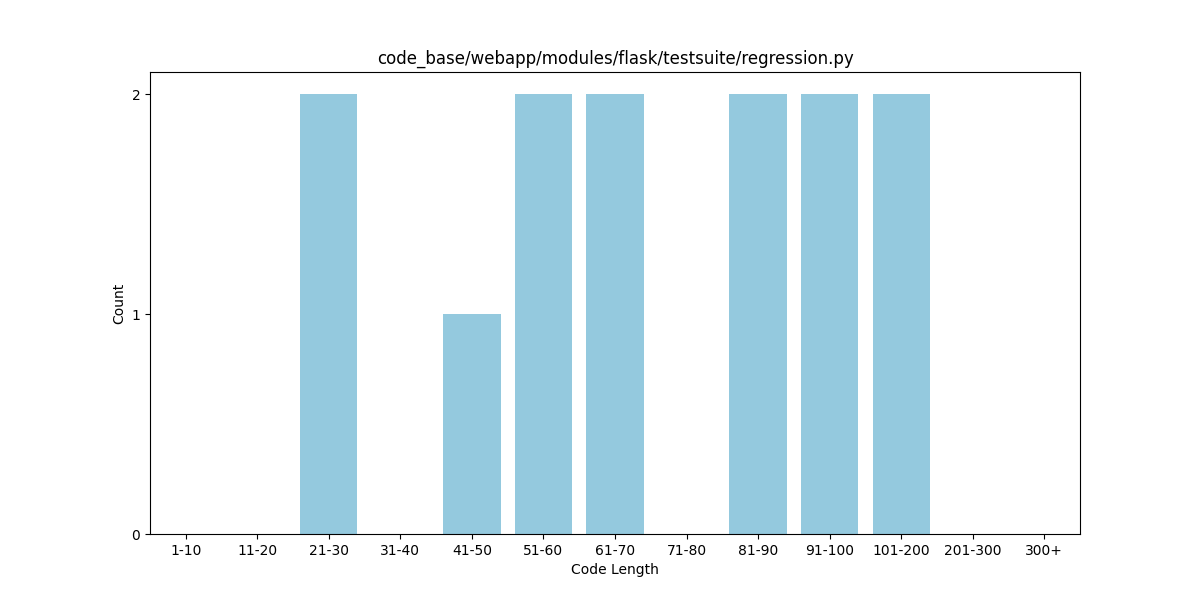 code_base/webapp/modules/flask/testsuite/regression.py
2
1
0
Count
1-10 11-20 21-30 31-40 41-50 51-60 61-70 71-80 81-90 91-100 101-200 201-300 300+
Code Length